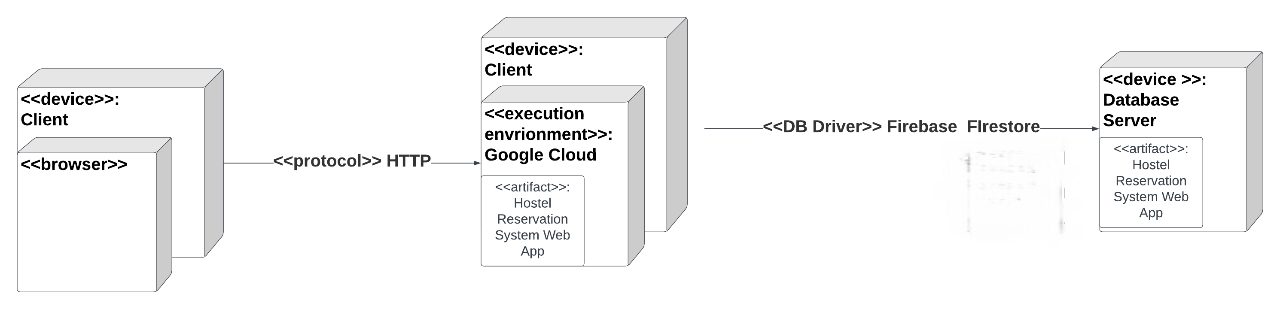 <<device>>:
Client
<<browser>>
<<protocol>> HTTP
<<device>>:
Client
<<execution
envrionment>>:
Google Cloud
<<artifact>>:
Hostel
Reservation
System Web
App
<<DB Driver>> Firebase  FIrestore
<<device >>:
Database
Server
<<artifact>>:
Hostel
Reservation
System Web
App